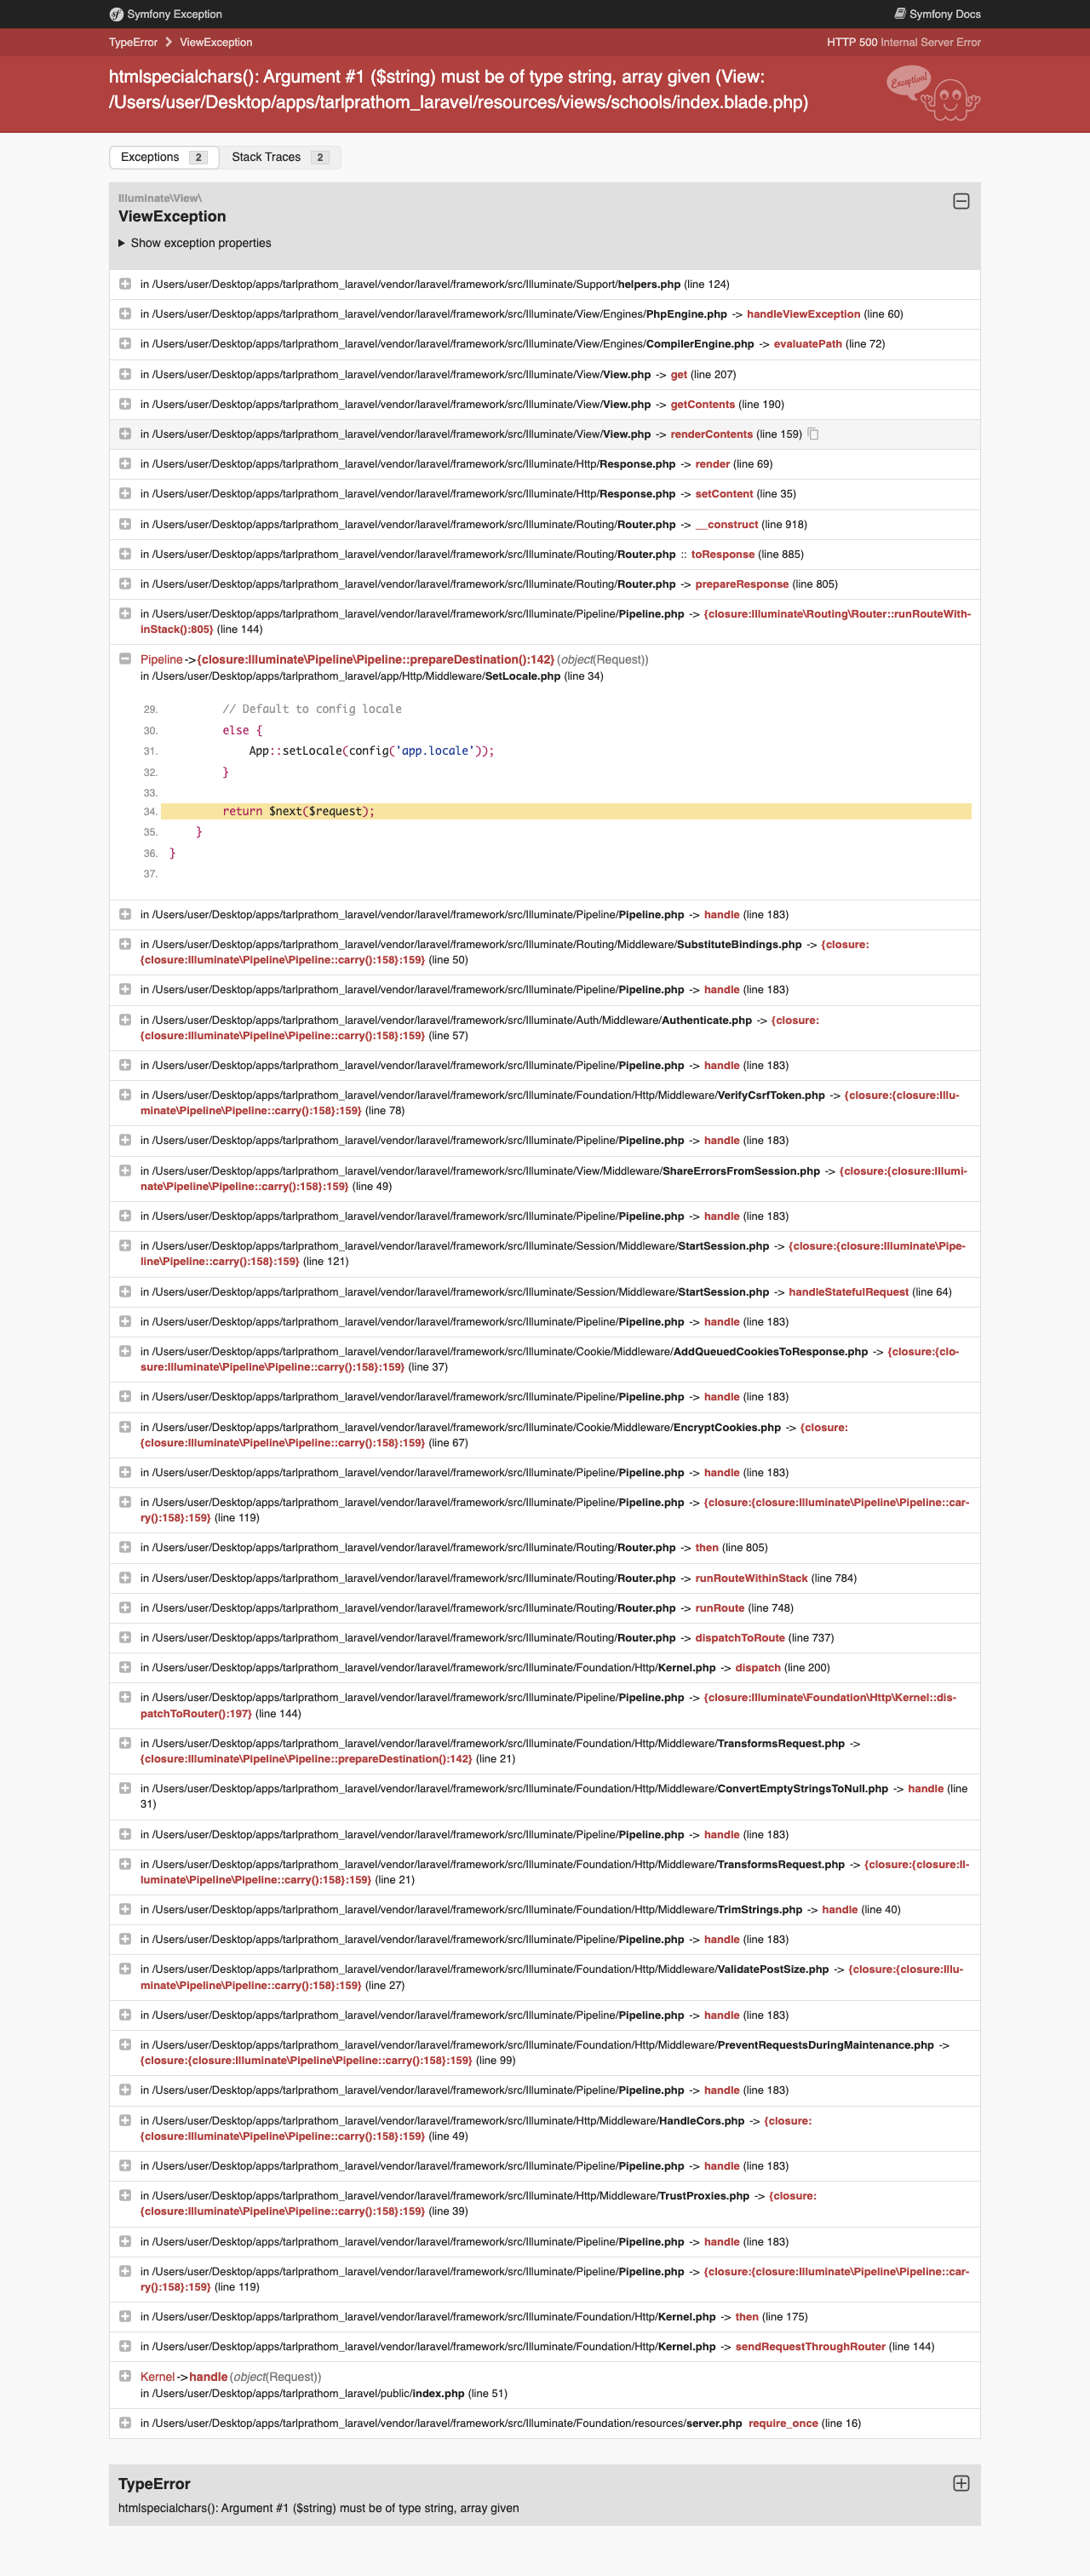 Symfony Exception
Symfony Docs
TypeError
ViewException
HTTP 500 Internal Server Error
htmlspecialchars(): Argument #1 ($string) must be of type string, array given (View:
/Users/user/Desktop/apps/tarlprathom_laravel/resources/views/schools/index.blade.php)
Exception!
Exceptions 2
Stack Traces 2
Illuminate\View\
ViewException
Show exception properties
in /Users/user/Desktop/apps/tarlprathom_laravel/vendor/laravel/framework/src/Illuminate/Support/helpers.php (line 124)
in /Users/user/Desktop/apps/tarlprathom_laravel/vendor/laravel/framework/src/Illuminate/View/Engines/PhpEngine.php -> handleViewException (line 60)
in /Users/user/Desktop/apps/tarlprathom_laravel/vendor/laravel/framework/src/Illuminate/View/Engines/CompilerEngine.php -> evaluatePath (line 72)
in /Users/user/Desktop/apps/tarlprathom_laravel/vendor/laravel/framework/src/Illuminate/View/View.php -> get (line 207)
in /Users/user/Desktop/apps/tarlprathom_laravel/vendor/laravel/framework/src/Illuminate/View/View.php -> getContents (line 190)
in /Users/user/Desktop/apps/tarlprathom_laravel/vendor/laravel/framework/src/Illuminate/View/View.php -> renderContents (line 159)
in /Users/user/Desktop/apps/tarlprathom_laravel/vendor/laravel/framework/src/Illuminate/Http/Response.php -> render (line 69)
in /Users/user/Desktop/apps/tarlprathom_laravel/vendor/laravel/framework/src/Illuminate/Http/Response.php -> setContent (line 35)
in /Users/user/Desktop/apps/tarlprathom_laravel/vendor/laravel/framework/src/Illuminate/Routing/Router.php -> __construct (line 918)
in /Users/user/Desktop/apps/tarlprathom_laravel/vendor/laravel/framework/src/Illuminate/Routing/Router.php :: toResponse (line 885)
in /Users/user/Desktop/apps/tarlprathom_laravel/vendor/laravel/framework/src/Illuminate/Routing/Router.php -> prepareResponse (line 805)
in /Users/user/Desktop/apps/tarlprathom_laravel/vendor/laravel/framework/src/Illuminate/Pipeline/Pipeline.php -> {closure:Illuminate\Routing\Router::runRouteWith-
inStack():805} (line 144)
Pipeline->{closure:Illuminate\Pipeline\Pipeline::prepareDestination():142}(object(Request))
in /Users/user/Desktop/apps/tarlprathom_laravel/app/Http/Middleware/SetLocale.php (line 34)
29. // Default to config locale
30. else {
31. App::setLocale(config('app.locale'));
32. }
33.
34. return $next($request);
35. }
36. }
37.
in /Users/user/Desktop/apps/tarlprathom_laravel/vendor/laravel/framework/src/Illuminate/Pipeline/Pipeline.php -> handle (line 183)
in /Users/user/Desktop/apps/tarlprathom_laravel/vendor/laravel/framework/src/Illuminate/Routing/Middleware/SubstituteBindings.php -> {closure:
{closure:Illuminate\Pipeline\Pipeline::carry():158}:159} (line 50)
in /Users/user/Desktop/apps/tarlprathom_laravel/vendor/laravel/framework/src/Illuminate/Pipeline/Pipeline.php -> handle (line 183)
in /Users/user/Desktop/apps/tarlprathom_laravel/vendor/laravel/framework/src/Illuminate/Auth/Middleware/Authenticate.php -> {closure:
{closure:Illuminate\Pipeline\Pipeline::carry():158}:159} (line 57)
in /Users/user/Desktop/apps/tarlprathom_laravel/vendor/laravel/framework/src/Illuminate/Pipeline/Pipeline.php -> handle (line 183)
in /Users/user/Desktop/apps/tarlprathom_laravel/vendor/laravel/framework/src/Illuminate/Foundation/Http/Middleware/VerifyCsrfToken.php -> {closure:{closure:Illu-
minate\Pipeline\Pipeline::carry():158}:159} (line 78)
in /Users/user/Desktop/apps/tarlprathom_laravel/vendor/laravel/framework/src/Illuminate/Pipeline/Pipeline.php -> handle (line 183)
in /Users/user/Desktop/apps/tarlprathom_laravel/vendor/laravel/framework/src/Illuminate/View/Middleware/ShareErrorsFromSession.php -> {closure:{closure:Illumi-
nate\Pipeline\Pipeline::carry():158}:159} (line 49)
in /Users/user/Desktop/apps/tarlprathom_laravel/vendor/laravel/framework/src/Illuminate/Pipeline/Pipeline.php -> handle (line 183)
in /Users/user/Desktop/apps/tarlprathom_laravel/vendor/laravel/framework/src/Illuminate/Session/Middleware/StartSession.php -> {closure:{closure:Illuminate\Pipe-
line\Pipeline::carry():158}:159} (line 121)
in /Users/user/Desktop/apps/tarlprathom_laravel/vendor/laravel/framework/src/Illuminate/Session/Middleware/StartSession.php -> handleStatefulRequest (line 64)
in /Users/user/Desktop/apps/tarlprathom_laravel/vendor/laravel/framework/src/Illuminate/Pipeline/Pipeline.php -> handle (line 183)
in /Users/user/Desktop/apps/tarlprathom_laravel/vendor/laravel/framework/src/Illuminate/Cookie/Middleware/AddQueuedCookiesToResponse.php -> {closure:{clo-
sure:Illuminate\Pipeline\Pipeline::carry():158}:159} (line 37)
in /Users/user/Desktop/apps/tarlprathom_laravel/vendor/laravel/framework/src/Illuminate/Pipeline/Pipeline.php -> handle (line 183)
in /Users/user/Desktop/apps/tarlprathom_laravel/vendor/laravel/framework/src/Illuminate/Cookie/Middleware/EncryptCookies.php -> {closure:
{closure:Illuminate\Pipeline\Pipeline::carry():158}:159} (line 67)
in /Users/user/Desktop/apps/tarlprathom_laravel/vendor/laravel/framework/src/Illuminate/Pipeline/Pipeline.php -> handle (line 183)
in /Users/user/Desktop/apps/tarlprathom_laravel/vendor/laravel/framework/src/Illuminate/Pipeline/Pipeline.php -> {closure:{closure:Illuminate\Pipeline\Pipeline::car-
ry():158}:159} (line 119)
in /Users/user/Desktop/apps/tarlprathom_laravel/vendor/laravel/framework/src/Illuminate/Routing/Router.php -> then (line 805)
in /Users/user/Desktop/apps/tarlprathom_laravel/vendor/laravel/framework/src/Illuminate/Routing/Router.php -> runRouteWithinStack (line 784)
in /Users/user/Desktop/apps/tarlprathom_laravel/vendor/laravel/framework/src/Illuminate/Routing/Router.php -> runRoute (line 748)
in /Users/user/Desktop/apps/tarlprathom_laravel/vendor/laravel/framework/src/Illuminate/Routing/Router.php -> dispatchToRoute (line 737)
in /Users/user/Desktop/apps/tarlprathom_laravel/vendor/laravel/framework/src/Illuminate/Foundation/Http/Kernel.php -> dispatch (line 200)
in /Users/user/Desktop/apps/tarlprathom_laravel/vendor/laravel/framework/src/Illuminate/Pipeline/Pipeline.php -> {closure:Illuminate\Foundation\Http\Kernel::dis-
patchToRouter():197} (line 144)
in /Users/user/Desktop/apps/tarlprathom_laravel/vendor/laravel/framework/src/Illuminate/Foundation/Http/Middleware/TransformsRequest.php ->
{closure:Illuminate\Pipeline\Pipeline::prepareDestination():142} (line 21)
in /Users/user/Desktop/apps/tarlprathom_laravel/vendor/laravel/framework/src/Illuminate/Foundation/Http/Middleware/ConvertEmptyStringsToNull.php -> handle (line
31)
in /Users/user/Desktop/apps/tarlprathom_laravel/vendor/laravel/framework/src/Illuminate/Pipeline/Pipeline.php -> handle (line 183)
in /Users/user/Desktop/apps/tarlprathom_laravel/vendor/laravel/framework/src/Illuminate/Foundation/Http/Middleware/TransformsRequest.php -> {closure:{closure:Il-
luminate\Pipeline\Pipeline::carry():158}:159} (line 21)
in /Users/user/Desktop/apps/tarlprathom_laravel/vendor/laravel/framework/src/Illuminate/Foundation/Http/Middleware/TrimStrings.php -> handle (line 40)
in /Users/user/Desktop/apps/tarlprathom_laravel/vendor/laravel/framework/src/Illuminate/Pipeline/Pipeline.php -> handle (line 183)
in /Users/user/Desktop/apps/tarlprathom_laravel/vendor/laravel/framework/src/Illuminate/Foundation/Http/Middleware/ValidatePostSize.php -> {closure:{closure:Illu-
minate\Pipeline\Pipeline::carry():158}:159} (line 27)
in /Users/user/Desktop/apps/tarlprathom_laravel/vendor/laravel/framework/src/Illuminate/Pipeline/Pipeline.php -> handle (line 183)
in /Users/user/Desktop/apps/tarlprathom_laravel/vendor/laravel/framework/src/Illuminate/Foundation/Http/Middleware/PreventRequestsDuringMaintenance.php ->
{closure:{closure:Illuminate\Pipeline\Pipeline::carry():158}:159} (line 99)
in /Users/user/Desktop/apps/tarlprathom_laravel/vendor/laravel/framework/src/Illuminate/Pipeline/Pipeline.php -> handle (line 183)
in /Users/user/Desktop/apps/tarlprathom_laravel/vendor/laravel/framework/src/Illuminate/Http/Middleware/HandleCors.php -> {closure:
{closure:Illuminate\Pipeline\Pipeline::carry():158}:159} (line 49)
in /Users/user/Desktop/apps/tarlprathom_laravel/vendor/laravel/framework/src/Illuminate/Pipeline/Pipeline.php -> handle (line 183)
in /Users/user/Desktop/apps/tarlprathom_laravel/vendor/laravel/framework/src/Illuminate/Http/Middleware/TrustProxies.php -> {closure:
{closure:Illuminate\Pipeline\Pipeline::carry():158}:159} (line 39)
in /Users/user/Desktop/apps/tarlprathom_laravel/vendor/laravel/framework/src/Illuminate/Pipeline/Pipeline.php -> handle (line 183)
in /Users/user/Desktop/apps/tarlprathom_laravel/vendor/laravel/framework/src/Illuminate/Pipeline/Pipeline.php -> {closure:{closure:Illuminate\Pipeline\Pipeline::car-
ry():158}:159} (line 119)
in /Users/user/Desktop/apps/tarlprathom_laravel/vendor/laravel/framework/src/Illuminate/Foundation/Http/Kernel.php -> then (line 175)
in /Users/user/Desktop/apps/tarlprathom_laravel/vendor/laravel/framework/src/Illuminate/Foundation/Http/Kernel.php -> sendRequestThroughRouter (line 144)
Kernel->handle(object(Request))
in /Users/user/Desktop/apps/tarlprathom_laravel/public/index.php (line 51)
in /Users/user/Desktop/apps/tarlprathom_laravel/vendor/laravel/framework/src/Illuminate/Foundation/resources/server.php require_once (line 16)
TypeError
htmlspecialchars(): Argument #1 ($string) must be of type string, array given